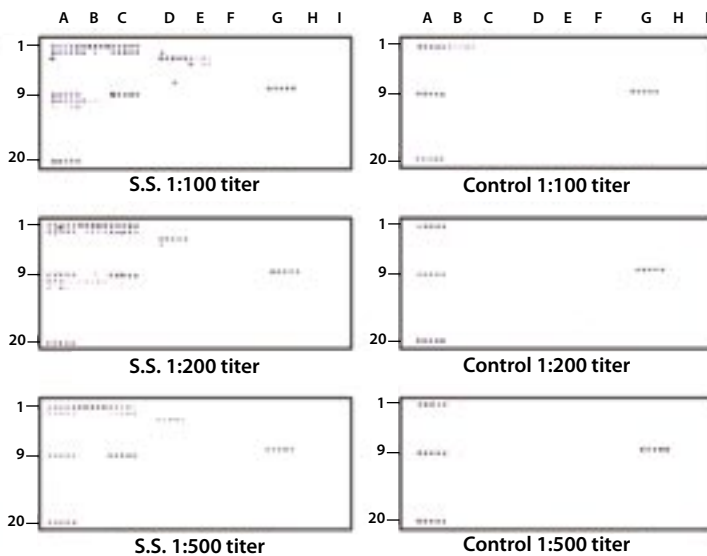 A B C D E F G H I A B C D E F G H I
1 1
9 9
20 20
S.S. 1:100 titer Control 1:100 titer
1 1
9 9
20 20
S.S. 1:200 titer Control 1:200 titer
1 1
9 9
20 20
S.S. 1:500 titer Control 1:500 titer